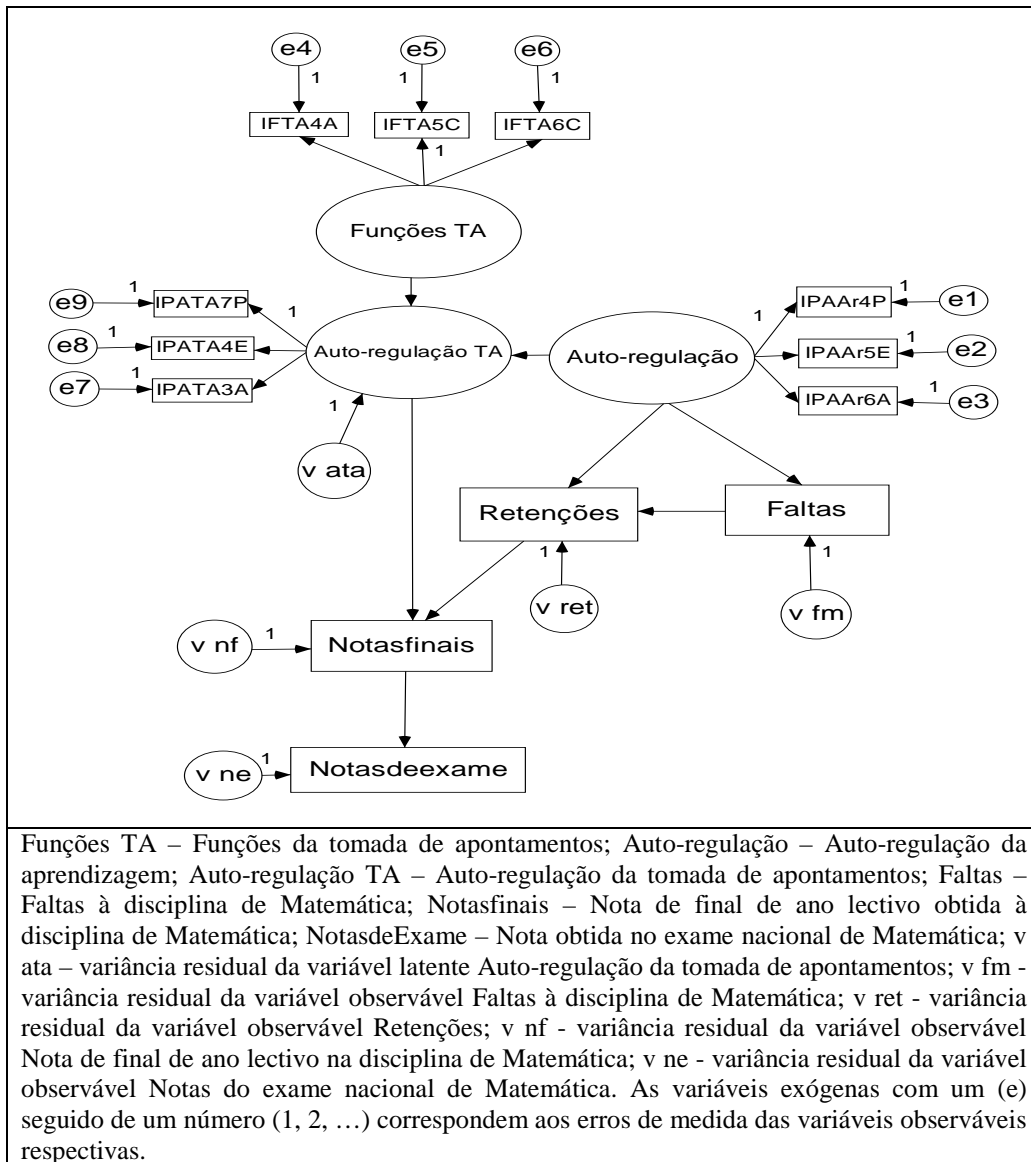 e4 e5 e6
1 1 1
IFTA4A IFTA5C IFTA6C
1
Funções TA
e9 1 IPATA7P 1
e8 1 IPATA4E
e7 1 IPATA3A
Auto-regulação TA
Auto-regulação
1 IPAAr4P 1 e1
IPAAr5E 1 e2
IPAAr6A 1 e3
1
v ata
Retenções
Faltas
1
1
v ret
v fm
v nf 1 Notasfinais
v ne 1 Notasdeexame
Funções TA – Funções da tomada de apontamentos; Auto-regulação – Auto-regulação da
aprendizagem; Auto-regulação TA – Auto-regulação da tomada de apontamentos; Faltas –
Faltas à disciplina de Matemática; Notasfinais – Nota de final de ano lectivo obtida à
disciplina de Matemática; NotasdeExame – Nota obtida no exame nacional de Matemática; v
ata – variância residual da variável latente Auto-regulação da tomada de apontamentos; v fm -
variância residual da variável observável Faltas à disciplina de Matemática; v ret - variância
residual da variável observável Retenções; v nf - variância residual da variável observável
Nota de final de ano lectivo na disciplina de Matemática; v ne - variância residual da variável
observável Notas do exame nacional de Matemática. As variáveis exógenas com um (e)
seguido de um número (1, 2, …) correspondem aos erros de medida das variáveis observáveis
respectivas.